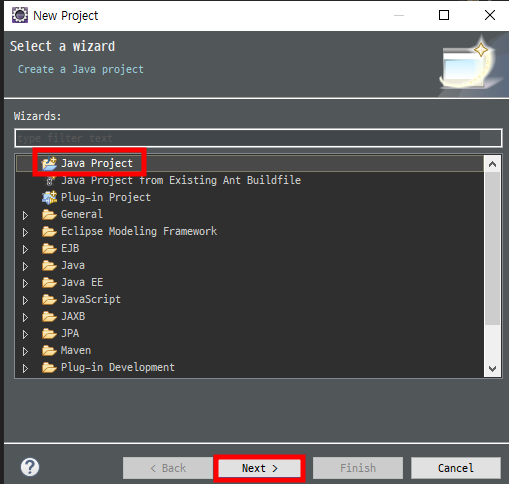 New Project
Select a wizard
Create a Java project
Wizards:
type filter text
Java Project
Java Project from Existing Ant Buildfile
Plug-in Project
General
Eclipse Modeling Framework
EJB
Java
Java EE
JavaScript
JAXB
JPA
Maven
Plug-in Development
?
< Back
Next >
Finish
Cancel